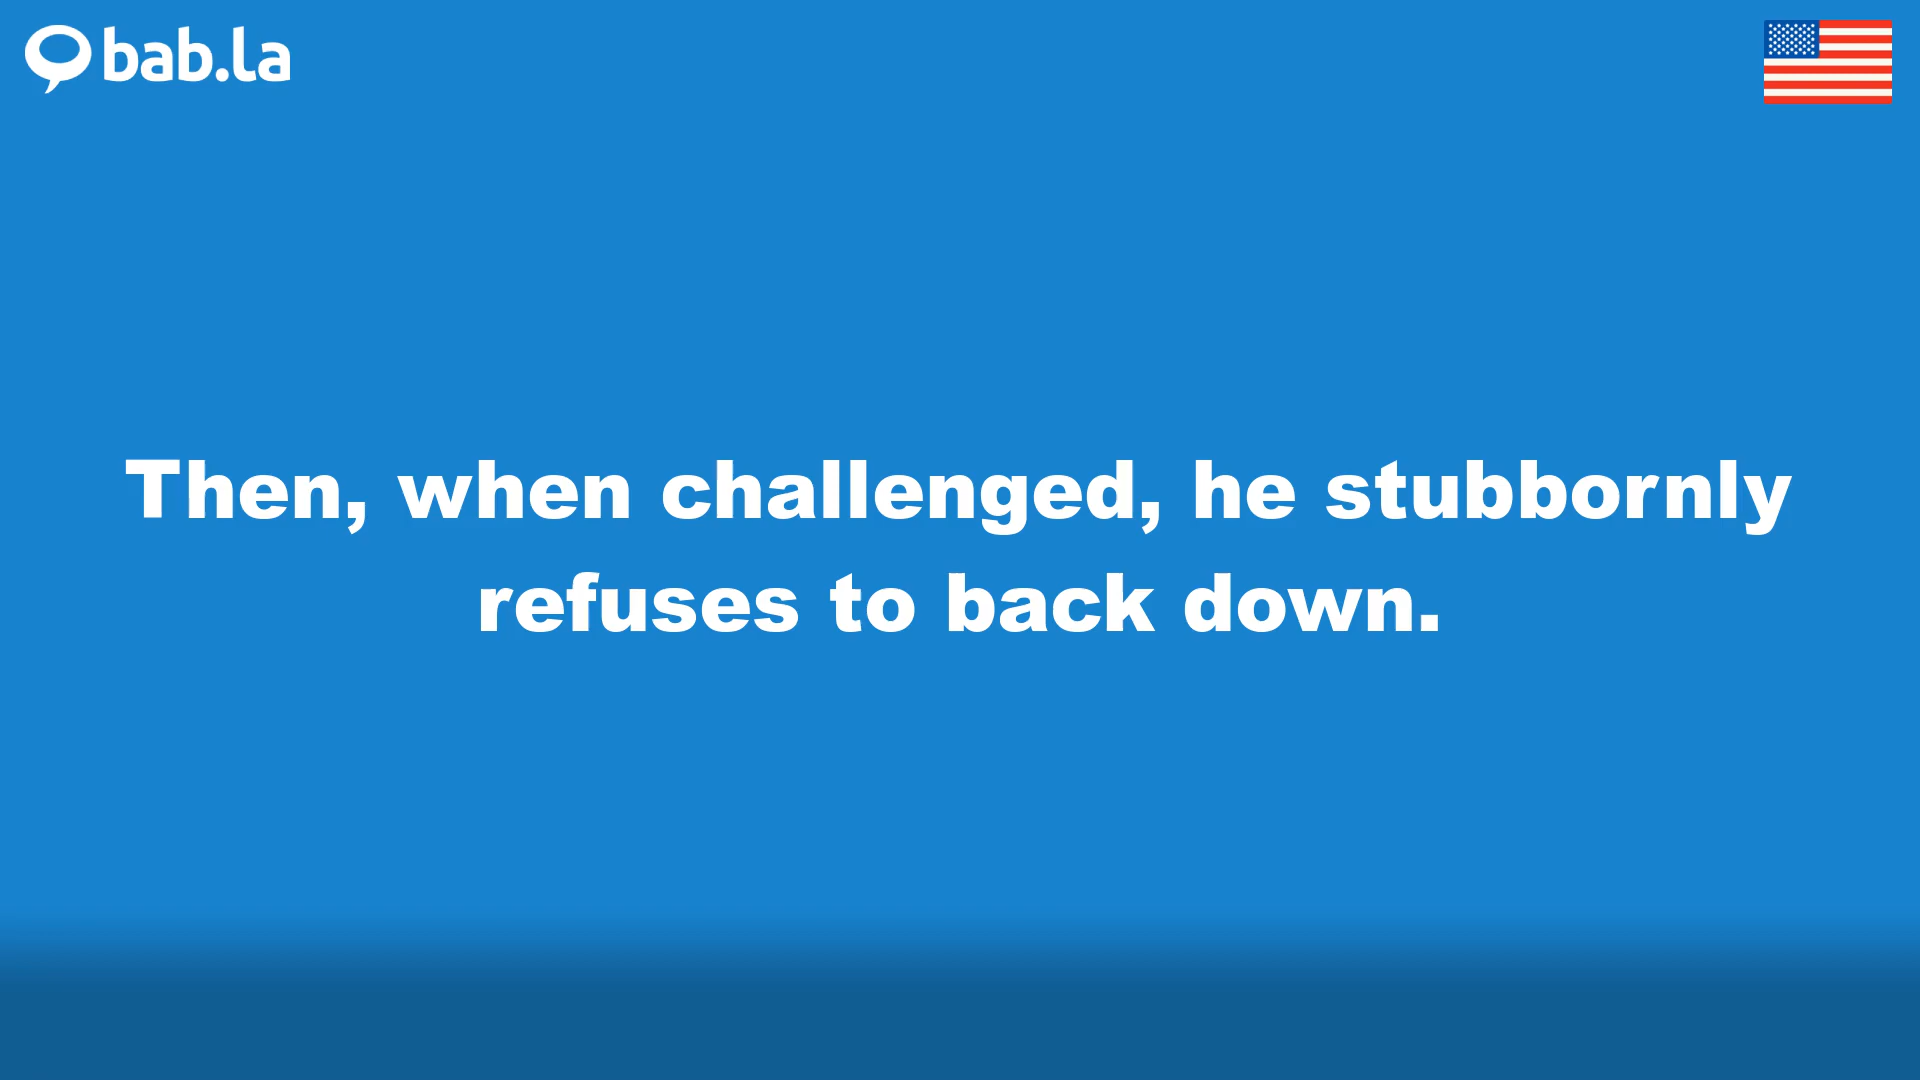 bab.la
Then, when challenged, he stubbornly
refuses to back down.